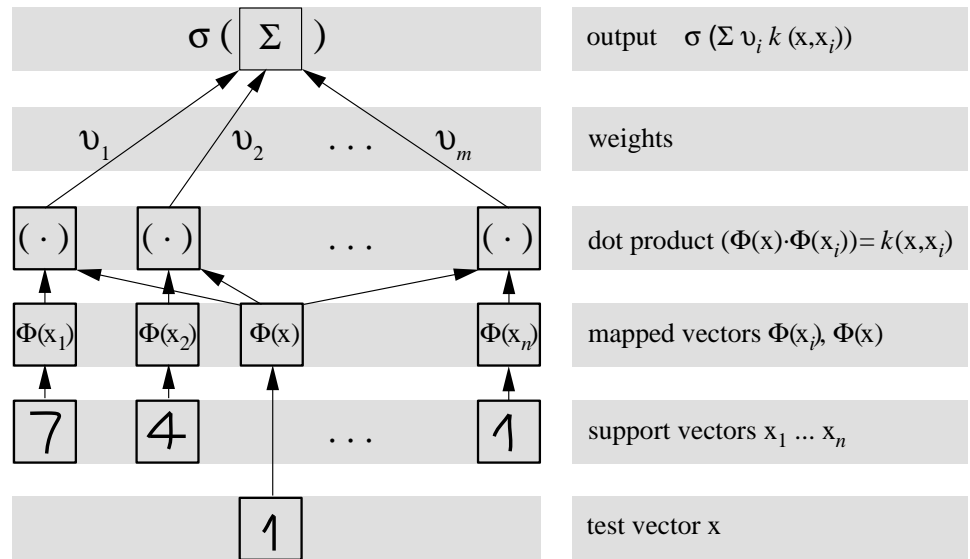 σ ( Σ ) output σ (Σ υ_i k (x,x_i))
υ_1 υ_2 . . . υ_m weights
( · ) ( · ) . . . ( · ) dot product (Φ(x)·Φ(x_i))= k(x,x_i)
Φ(x_1) Φ(x_2) Φ(x) Φ(x_n) mapped vectors Φ(x_i), Φ(x)
7 4 . . . 1 support vectors x_1 ... x_n
1 test vector x